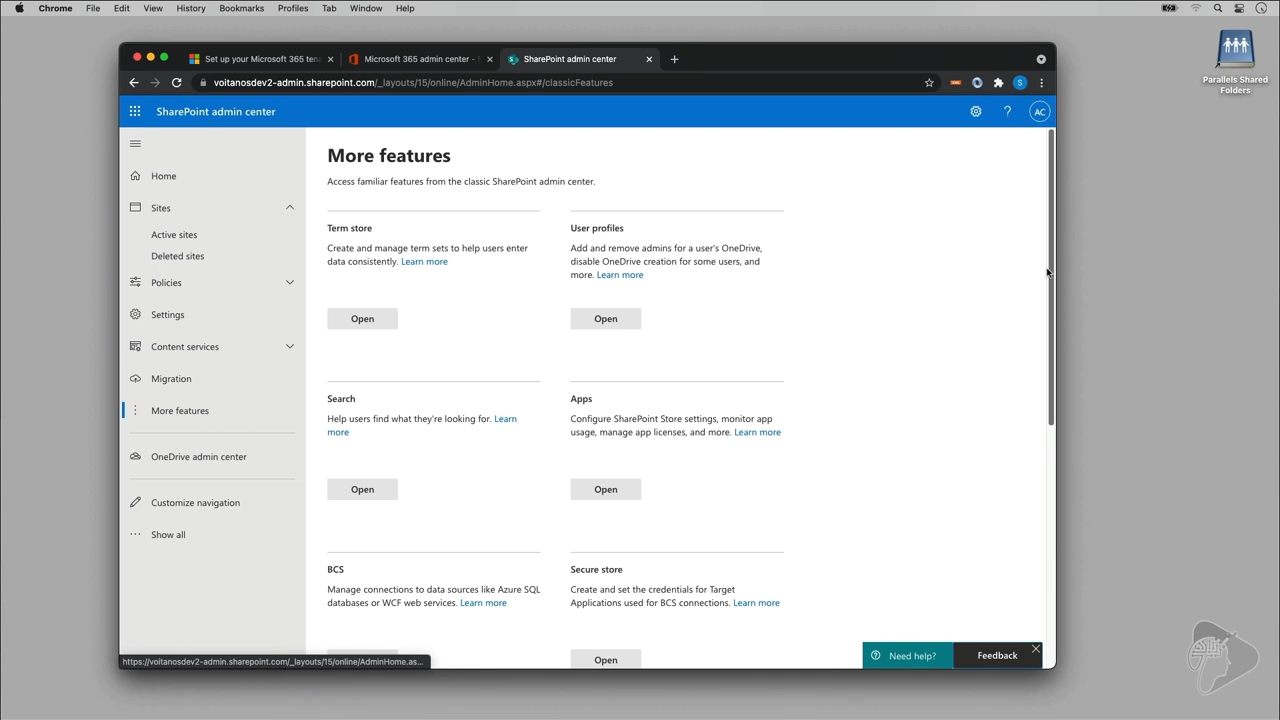 Chrome File Edit View History Bookmarks Profiles Tab Window Help
Parallels Shared
Folders
Set up your Microsoft 365 ten
Microsoft 365 admin center - S
SharePoint admin center
voitanosdev2-admin.sharepoint.com/_layouts/15/online/AdminHome.aspx#/classicFeatures
S
SharePoint admin center
?
AC
Home
Sites
Active sites
Deleted sites
Policies
Settings
Content services
Migration
More features
OneDrive admin center
Customize navigation
Show all
More features
Access familiar features from the classic SharePoint admin center.
Term store
Create and manage term sets to help users enter
data consistently. Learn more
Open
User profiles
Add and remove admins for a user's OneDrive,
disable OneDrive creation for some users, and
more. Learn more
Open
Search
Help users find what they're looking for. Learn
more
Open
Apps
Configure SharePoint Store settings, monitor app
usage, manage app licenses, and more. Learn more
Open
BCS
Manage connections to data sources like Azure SQL
databases or WCF web services. Learn more
Secure store
Create and set the credentials for Target
Applications used for BCS connections. Learn more
Open
Need help?
Feedback
https://voitanosdev2-admin.sharepoint.com/_layouts/15/online/AdminHome.as...